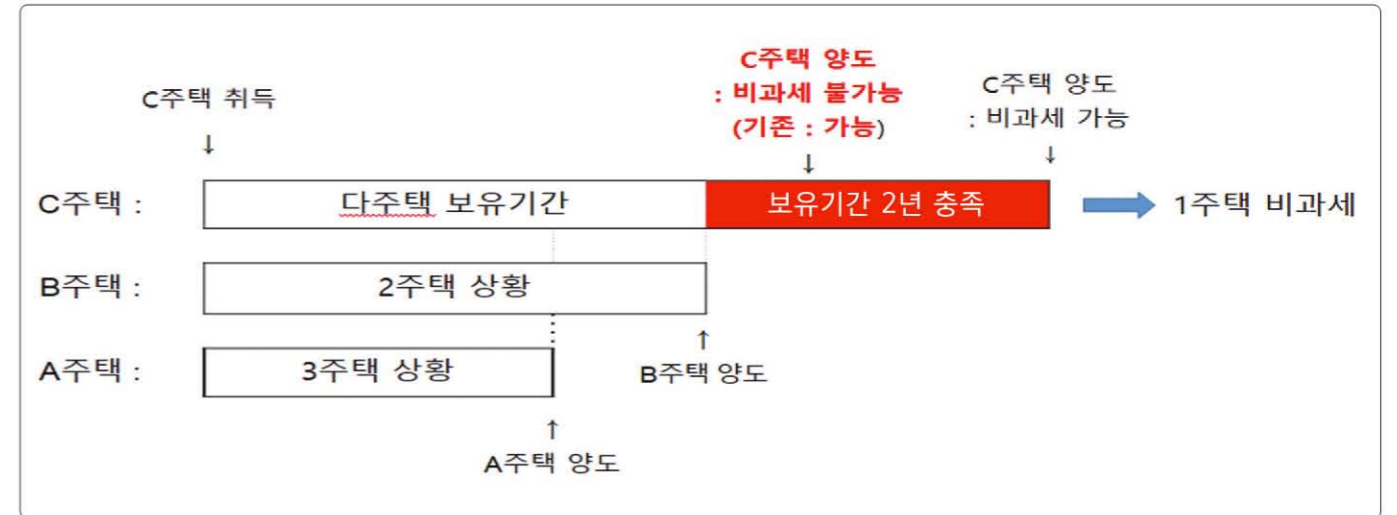 C주택 취득
↓
C주택 양도
: 비과세 불가능
(기존 : 가능)
↓
C주택 양도
: 비과세 가능
↓
C주택 : 다주택 보유기간 보유기간 2년 충족 1주택 비과세
B주택 : 2주택 상황
↑
B주택 양도
A주택 : 3주택 상황
↑
A주택 양도